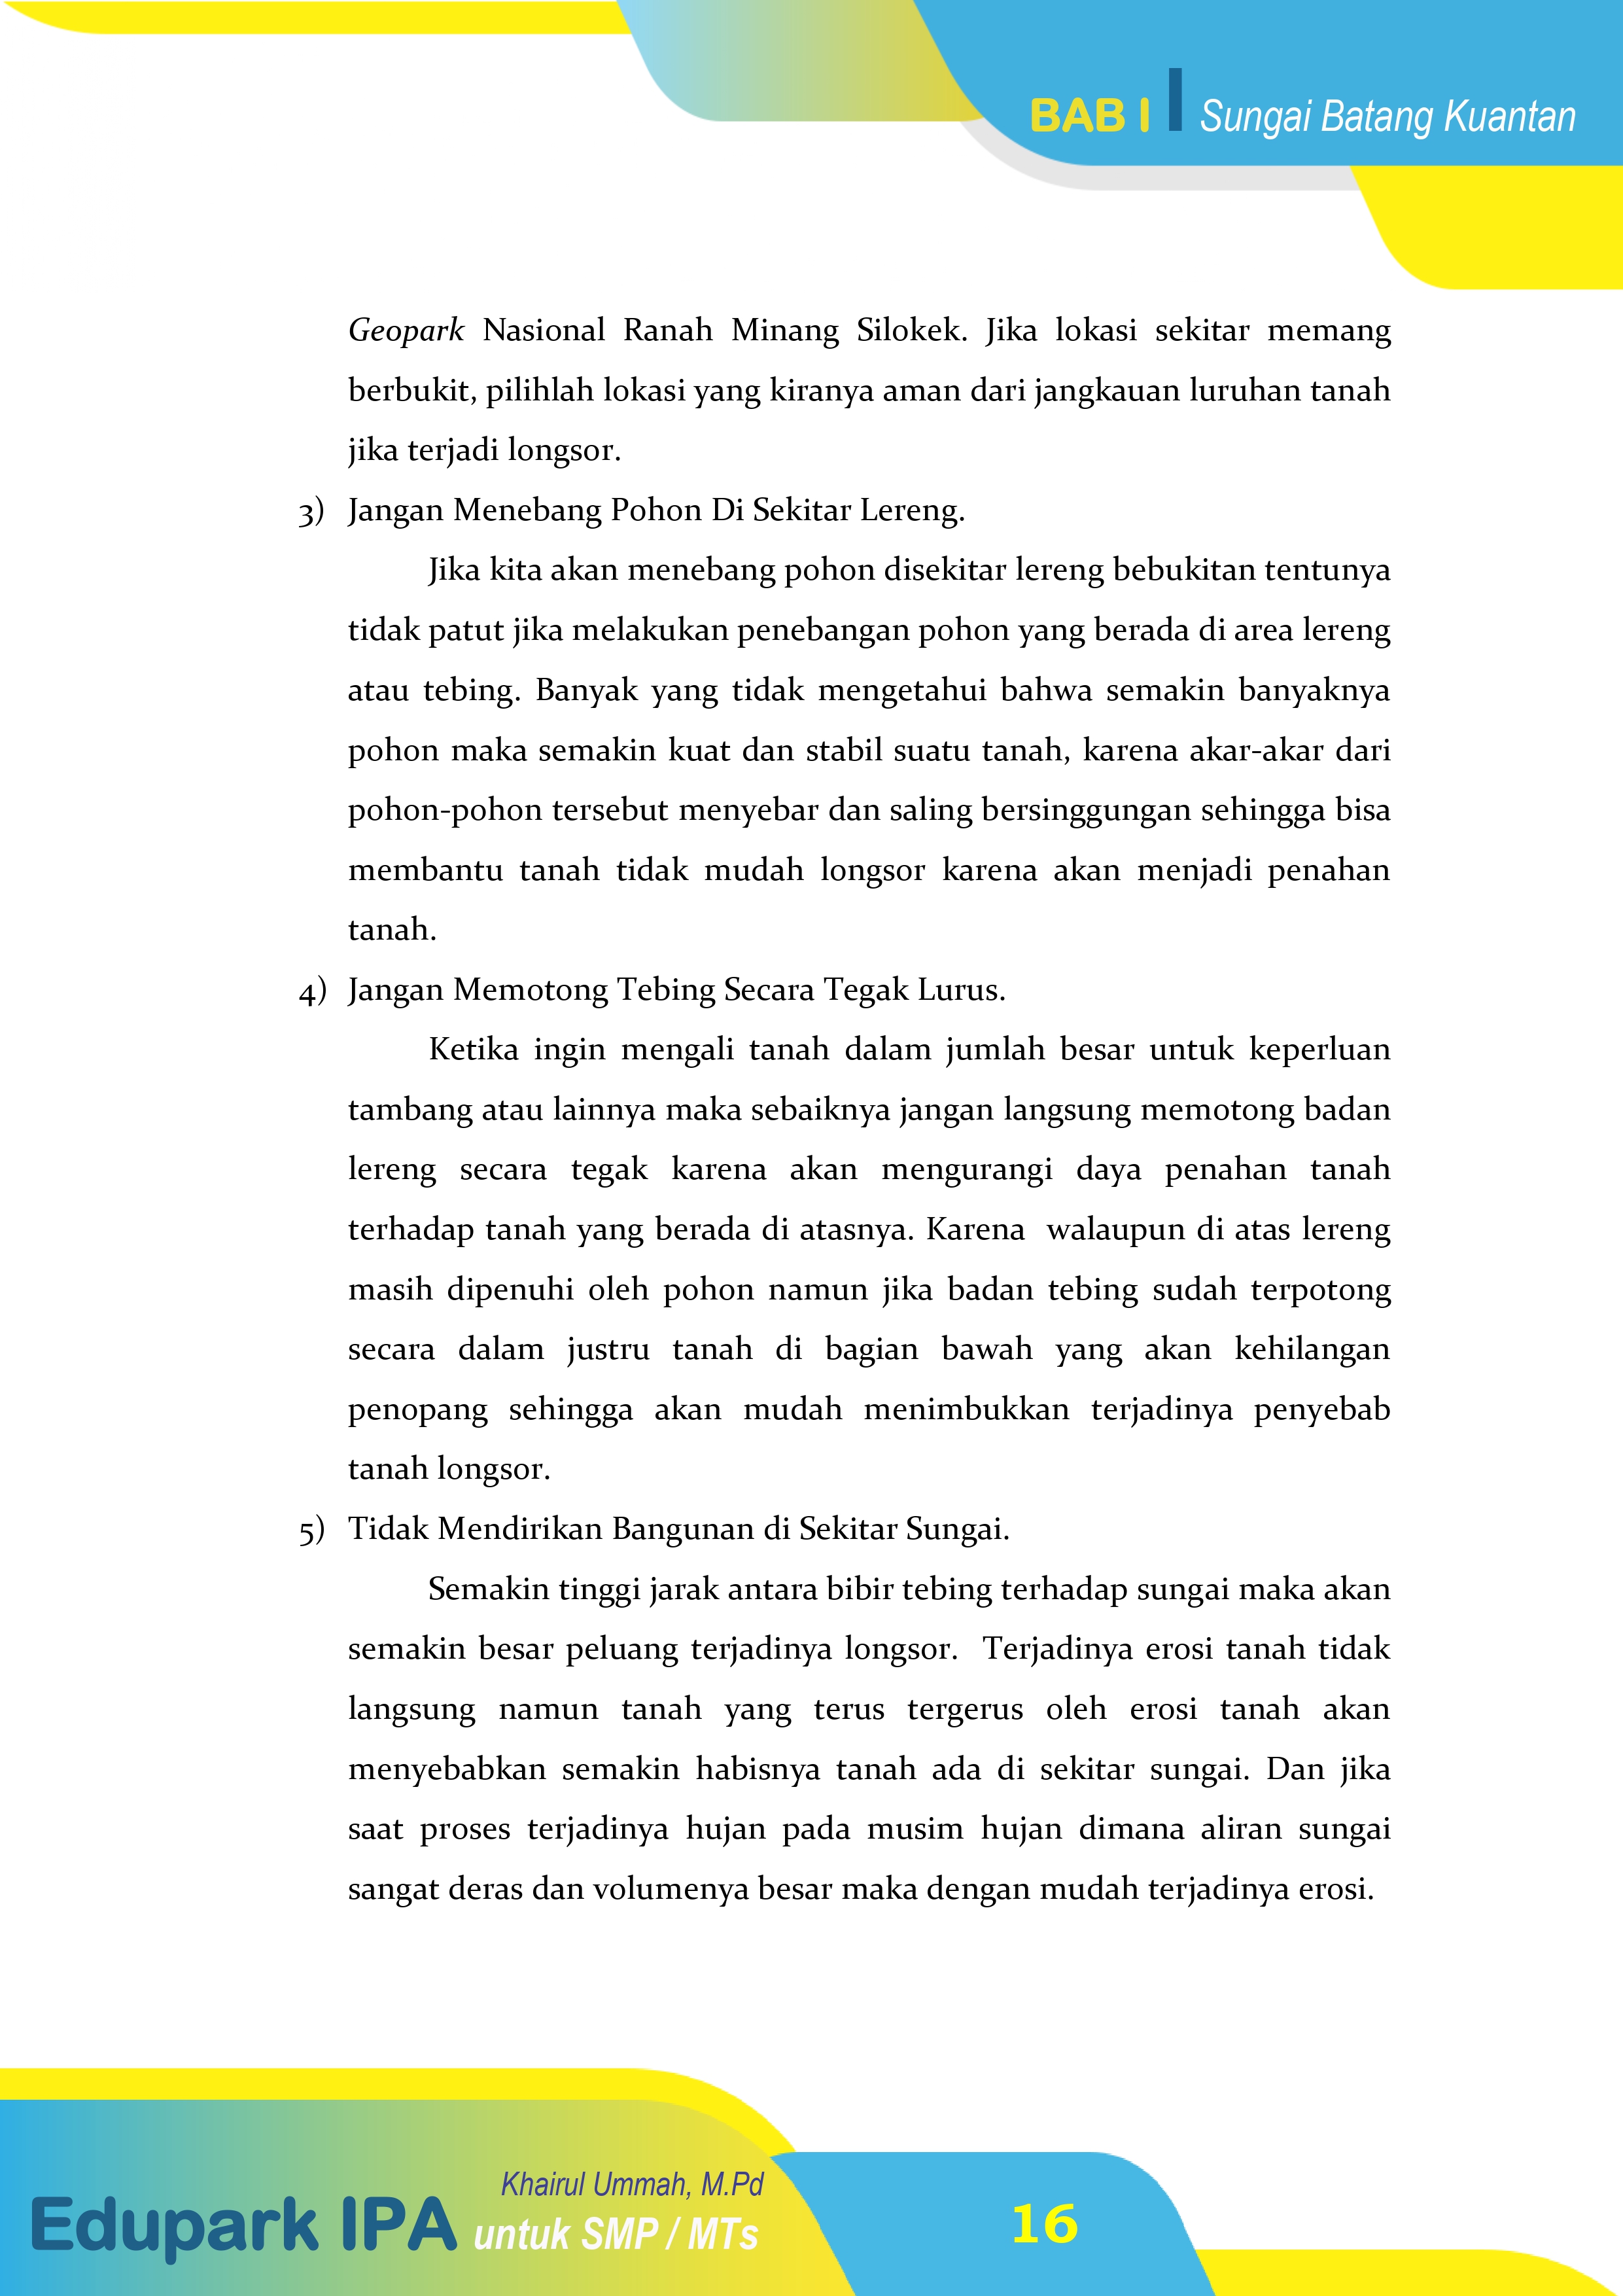 BAB I | Sungai Batang Kuantan
Geopark Nasional Ranah Minang Silokek. Jika lokasi sekitar memang
berbukit, pilihlah lokasi yang kiranya aman dari jangkauan luruhan tanah
jika terjadi longsor.
3) Jangan Menebang Pohon Di Sekitar Lereng.
Jika kita akan menebang pohon disekitar lereng bebukitan tentunya
tidak patut jika melakukan penebangan pohon yang berada di area lereng
atau tebing. Banyak yang tidak mengetahui bahwa semakin banyaknya
pohon maka semakin kuat dan stabil suatu tanah, karena akar-akar dari
pohon-pohon tersebut menyebar dan saling bersinggungan sehingga bisa
membantu tanah tidak mudah longsor karena akan menjadi penahan
tanah.
4) Jangan Memotong Tebing Secara Tegak Lurus.
Ketika ingin mengali tanah dalam jumlah besar untuk keperluan
tambang atau lainnya maka sebaiknya jangan langsung memotong badan
lereng secara tegak karena akan mengurangi daya penahan tanah
terhadap tanah yang berada di atasnya. Karena walaupun di atas lereng
masih dipenuhi oleh pohon namun jika badan tebing sudah terpotong
secara dalam justru tanah di bagian bawah yang akan kehilangan
penopang sehingga akan mudah menimbukkan terjadinya penyebab
tanah longsor.
5) Tidak Mendirikan Bangunan di Sekitar Sungai.
Semakin tinggi jarak antara bibir tebing terhadap sungai maka akan
semakin besar peluang terjadinya longsor. Terjadinya erosi tanah tidak
langsung namun tanah yang terus tergerus oleh erosi tanah akan
menyebabkan semakin habisnya tanah ada di sekitar sungai. Dan jika
saat proses terjadinya hujan pada musim hujan dimana aliran sungai
sangat deras dan volumenya besar maka dengan mudah terjadinya erosi.
Khairul Ummah, M.Pd
Edupark IPA untuk SMP / MTs
16